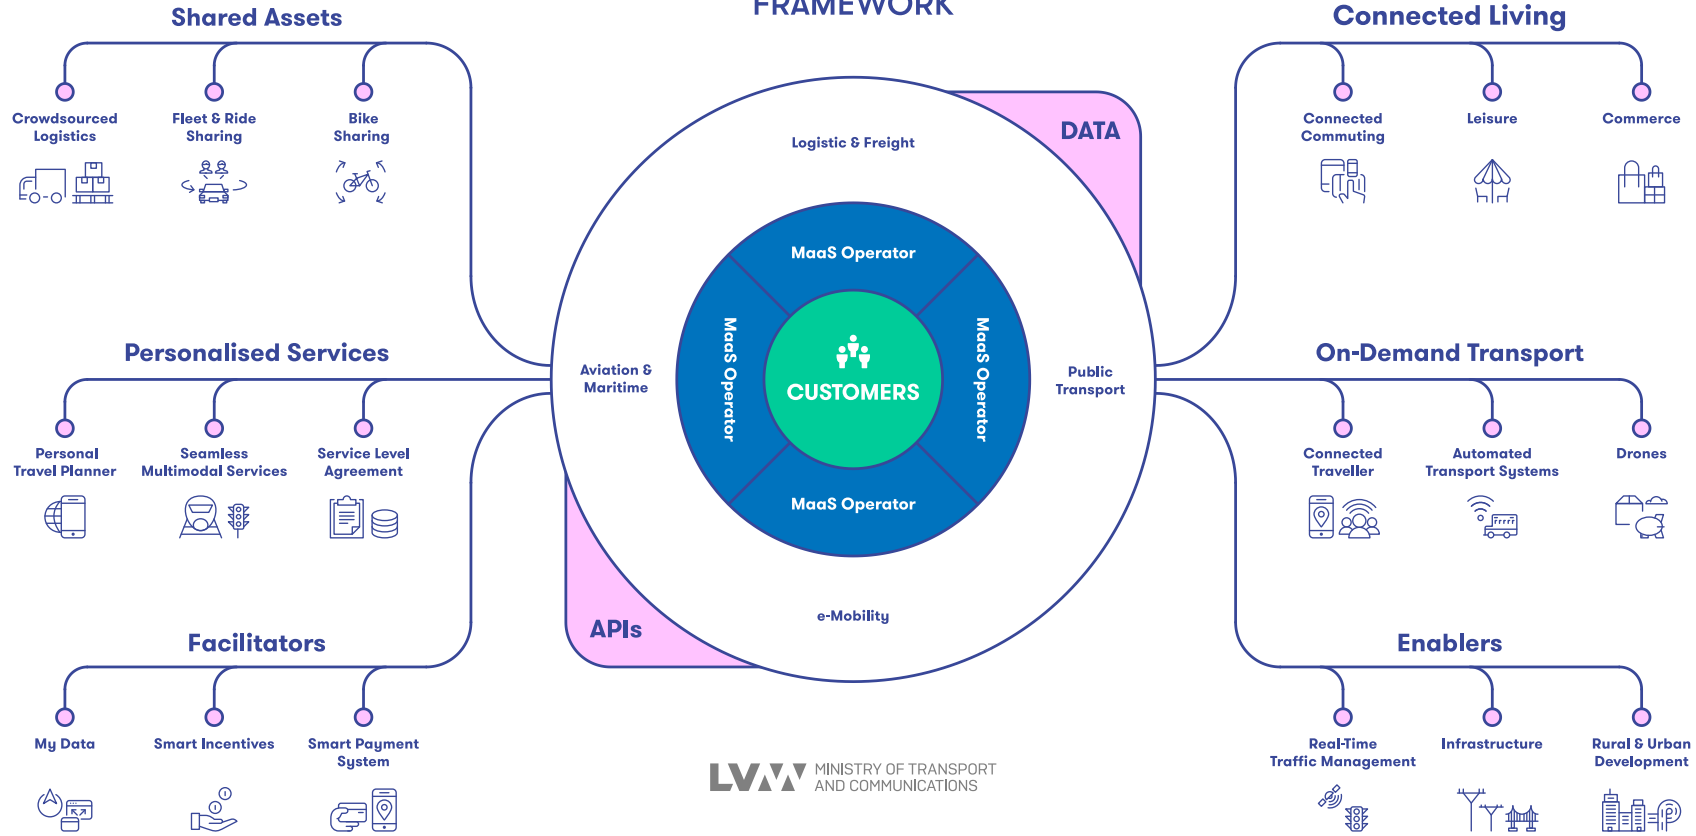 FRAMEWORK
Shared Assets
Crowdsourced
Logistics
Fleet & Ride
Sharing
Bike
Sharing
Personalised Services
Personal
Travel Planner
Seamless
Multimodal Services
Service Level
Agreement
Facilitators
My Data
Smart Incentives
Smart Payment
System
DATA
Logistic & Freight
MaaS Operator
MaaS Operator
CUSTOMERS
MaaS Operator
MaaS Operator
Aviation &
Maritime
Public
Transport
e-Mobility
APIs
LVM MINISTRY OF TRANSPORT
AND COMMUNICATIONS
Connected Living
Connected
Commuting
Leisure
Commerce
On-Demand Transport
Connected
Traveller
Automated
Transport Systems
Drones
Enablers
Real-Time
Traffic Management
Infrastructure
Rural & Urban
Development